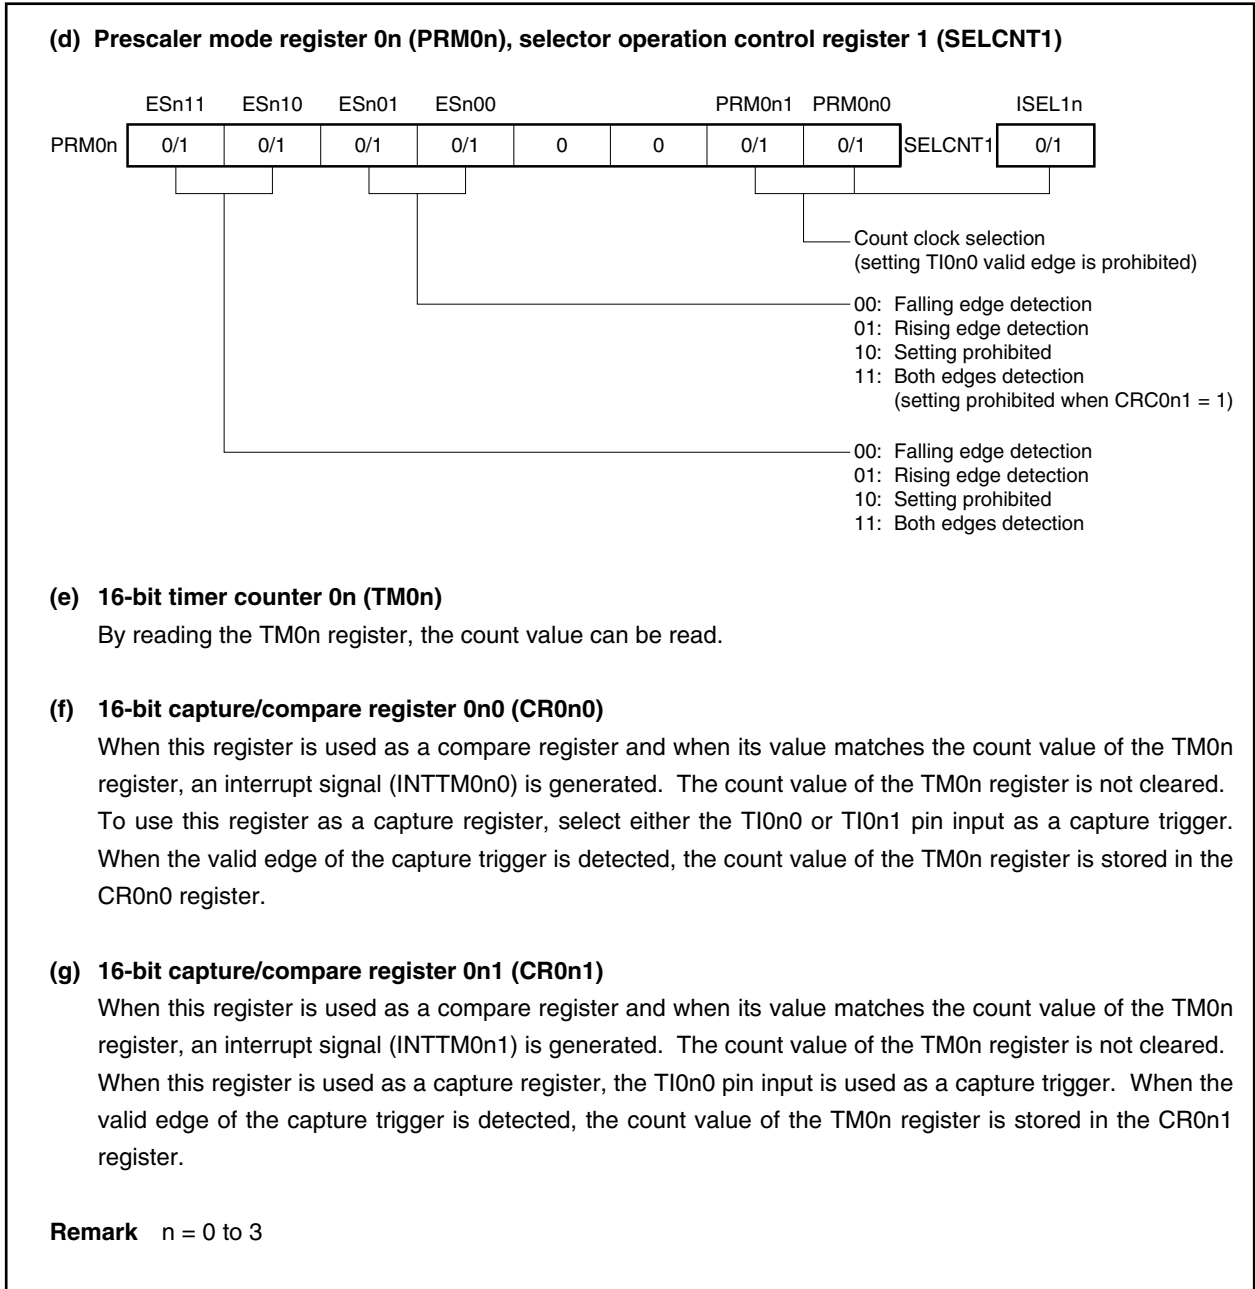 (d) Prescaler mode register 0n (PRM0n), selector operation control register 1 (SELCNT1)
ESn11 ESn10 ESn01 ESn00 PRM0n1 PRM0n0 ISEL1n
PRM0n 0/1 0/1 0/1 0/1 0 0 0/1 0/1 SELCNT1 0/1
Count clock selection
(setting TI0n0 valid edge is prohibited)
00: Falling edge detection
01: Rising edge detection
10: Setting prohibited
11: Both edges detection
(setting prohibited when CRC0n1 = 1)
00: Falling edge detection
01: Rising edge detection
10: Setting prohibited
11: Both edges detection
(e) 16-bit timer counter 0n (TM0n)
By reading the TM0n register, the count value can be read.
(f) 16-bit capture/compare register 0n0 (CR0n0)
When this register is used as a compare register and when its value matches the count value of the TM0n
register, an interrupt signal (INTTM0n0) is generated. The count value of the TM0n register is not cleared.
To use this register as a capture register, select either the TI0n0 or TI0n1 pin input as a capture trigger.
When the valid edge of the capture trigger is detected, the count value of the TM0n register is stored in the
CR0n0 register.
(g) 16-bit capture/compare register 0n1 (CR0n1)
When this register is used as a compare register and when its value matches the count value of the TM0n
register, an interrupt signal (INTTM0n1) is generated. The count value of the TM0n register is not cleared.
When this register is used as a capture register, the TI0n0 pin input is used as a capture trigger. When the
valid edge of the capture trigger is detected, the count value of the TM0n register is stored in the CR0n1
register.
Remark n = 0 to 3